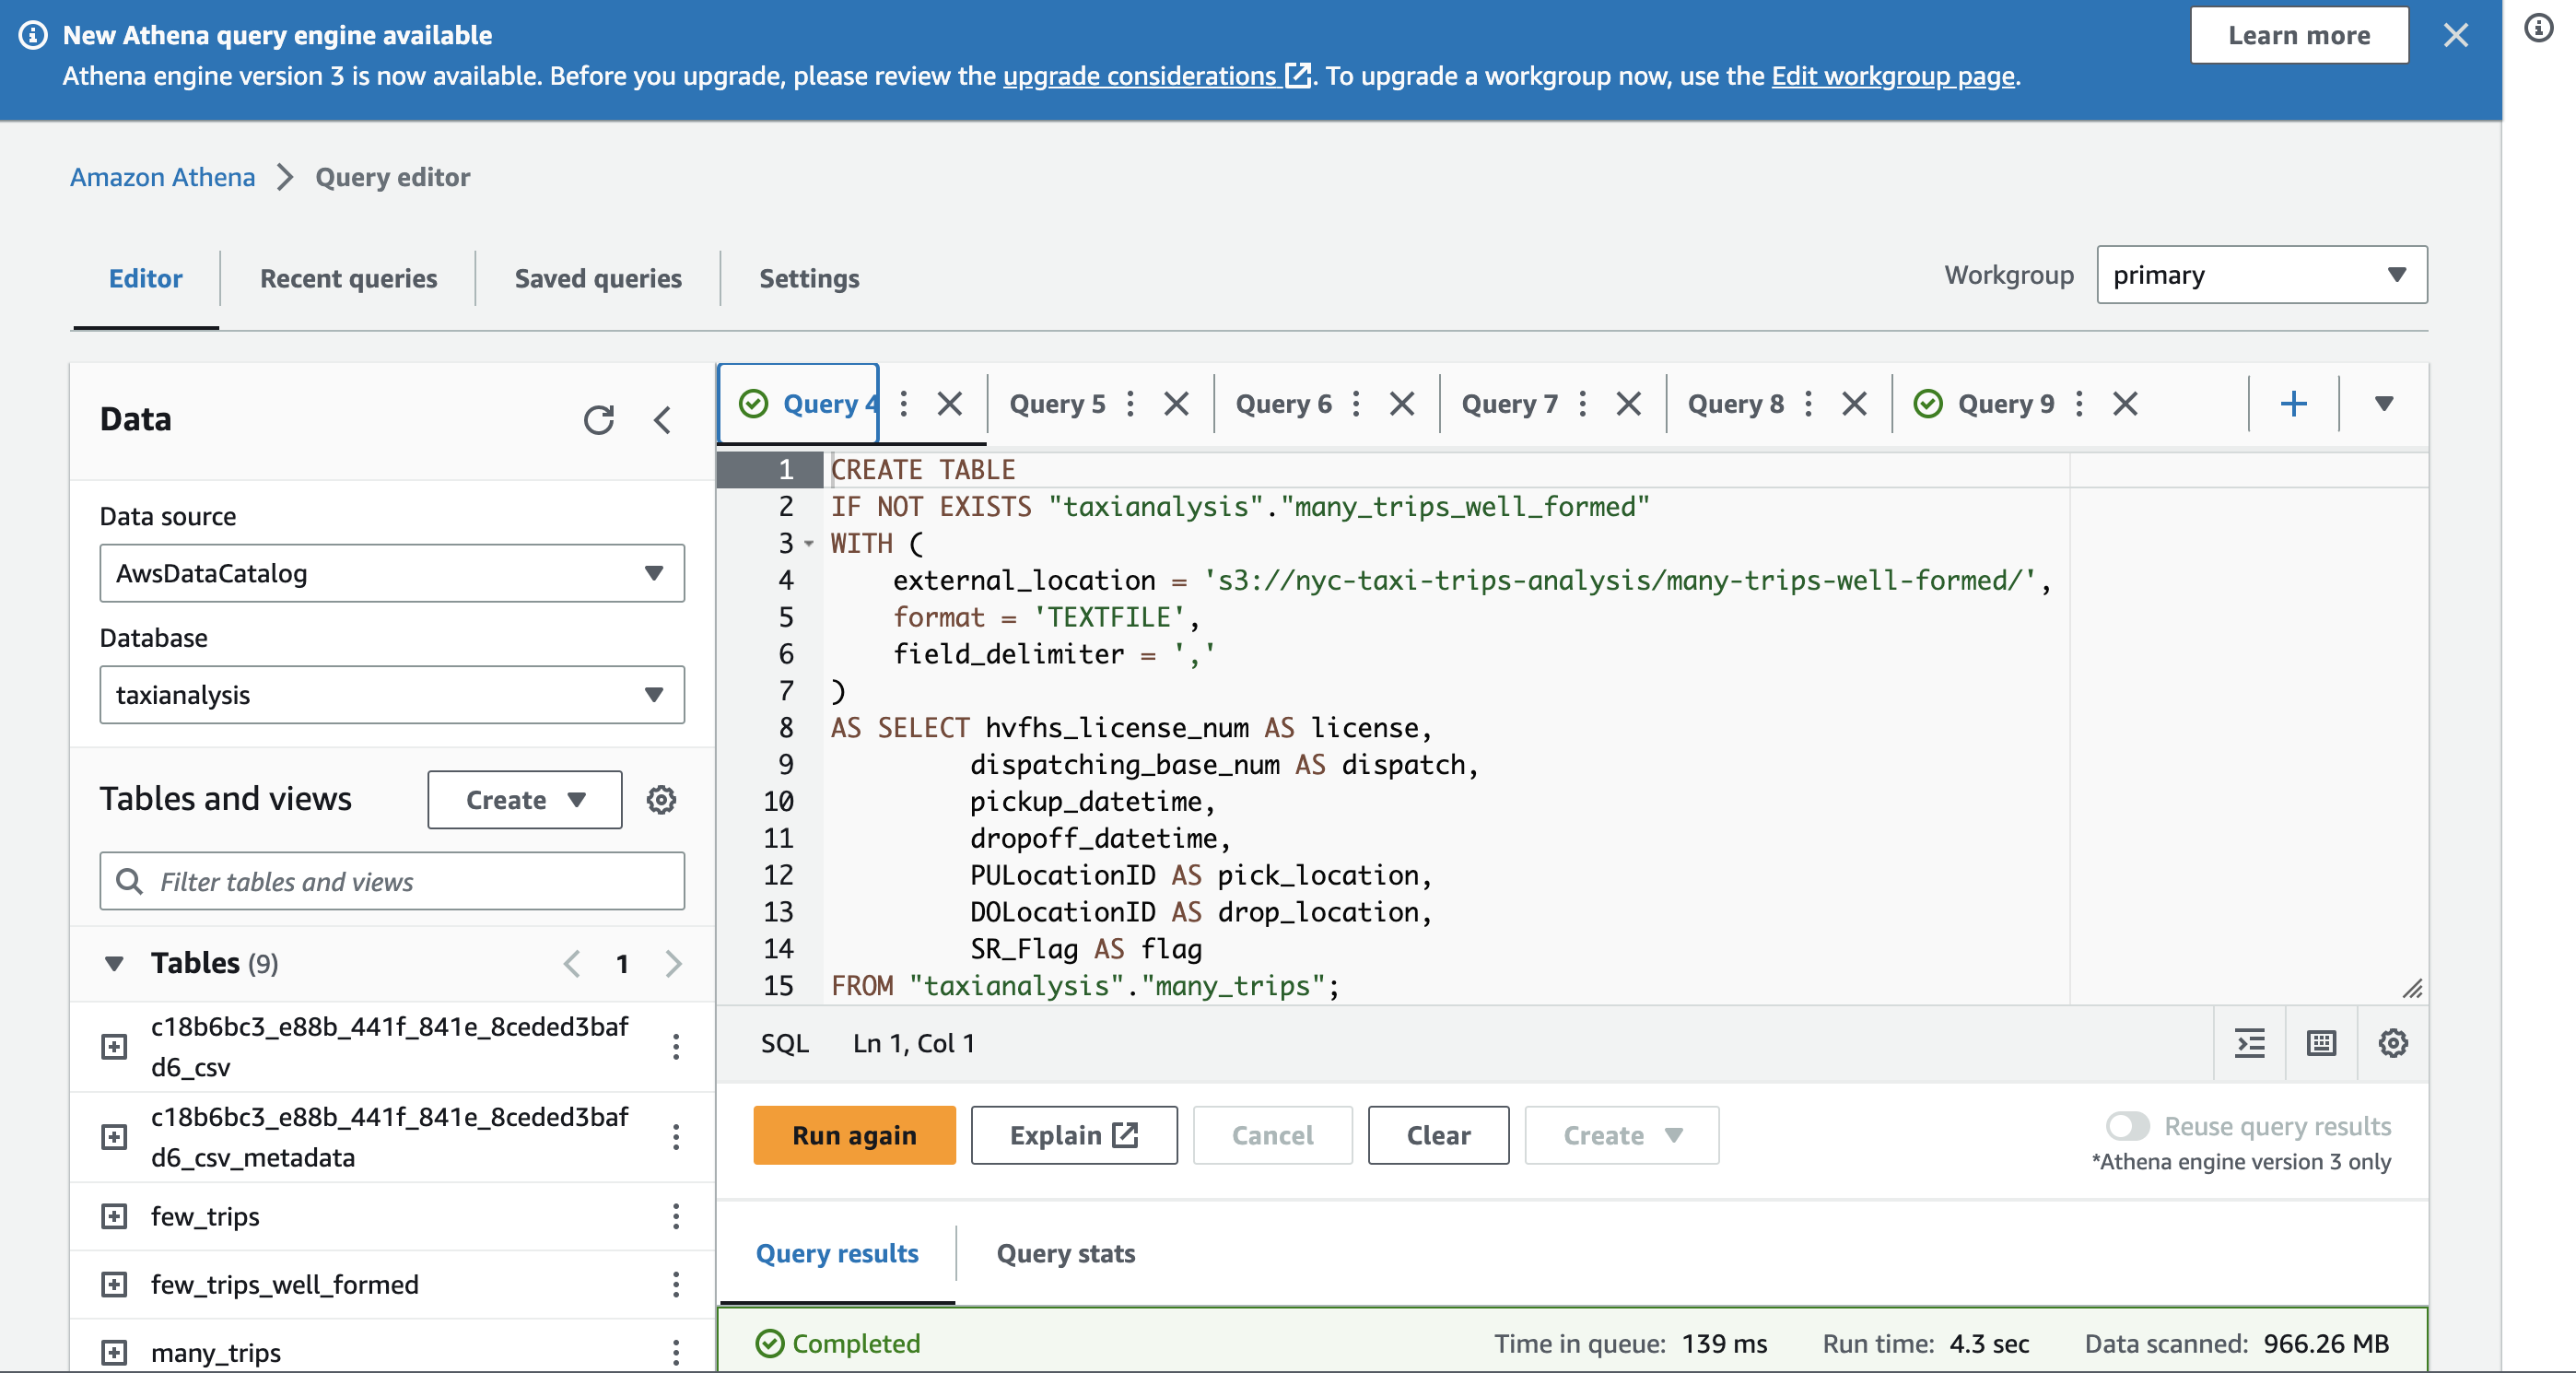 New Athena query engine available
Athena engine version 3 is now available. Before you upgrade, please review the upgrade considerations. To upgrade a workgroup now, use the Edit workgroup page.
Learn more
Amazon Athena
Query editor
Editor
Recent queries
Saved queries
Settings
Workgroup
primary
Data
Data source
AwsDataCatalog
Database
taxianalysis
Tables and views
Create
Filter tables and views
Tables (9)
1
c18b6bc3_e88b_441f_841e_8ceded3baf
d6_csv
c18b6bc3_e88b_441f_841e_8ceded3baf
d6_csv_metadata
few_trips
few_trips_well_formed
many_trips
Query 4
Query 5
Query 6
Query 7
Query 8
Query 9
1 CREATE TABLE
2 IF NOT EXISTS "taxianalysis"."many_trips_well_formed"
3 WITH (
4 external_location = 's3://nyc-taxi-trips-analysis/many-trips-well-formed/',
5 format = 'TEXTFILE',
6 field_delimiter = ','
7 )
8 AS SELECT hvfhs_license_num AS license,
9 dispatching_base_num AS dispatch,
10 pickup_datetime,
11 dropoff_datetime,
12 PULocationID AS pick_location,
13 DOLocationID AS drop_location,
14 SR_Flag AS flag
15 FROM "taxianalysis"."many_trips";
SQL
Ln 1, Col 1
Run again
Explain
Cancel
Clear
Create
Reuse query results
*Athena engine version 3 only
Query results
Query stats
Completed
Time in queue: 139 ms
Run time: 4.3 sec
Data scanned: 966.26 MB